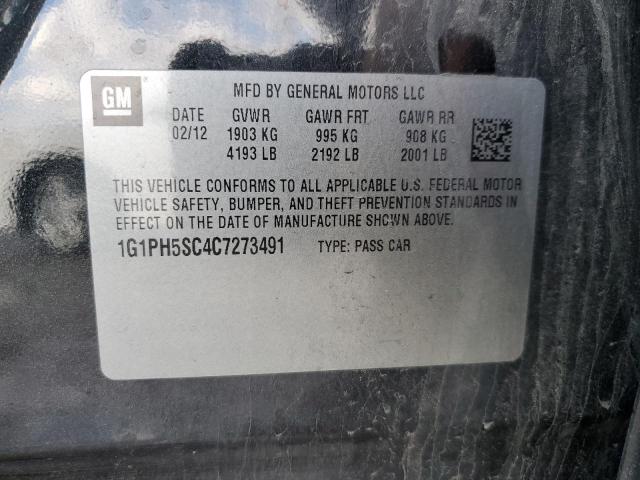 GM
MFD BY GENERAL MOTORS LLC
DATE GVWR GAWR FRT GAWR RR
02/12 1903 KG 995 KG 908 KG
4193 LB 2192 LB 2001 LB
THIS VEHICLE CONFORMS TO ALL APPLICABLE U.S. FEDERAL MOTOR
VEHICLE SAFETY, BUMPER, AND THEFT PREVENTION STANDARDS IN
EFFECT ON THE DATE OF MANUFACTURE SHOWN ABOVE.
1G1PH5SC4C7273491 TYPE: PASS CAR